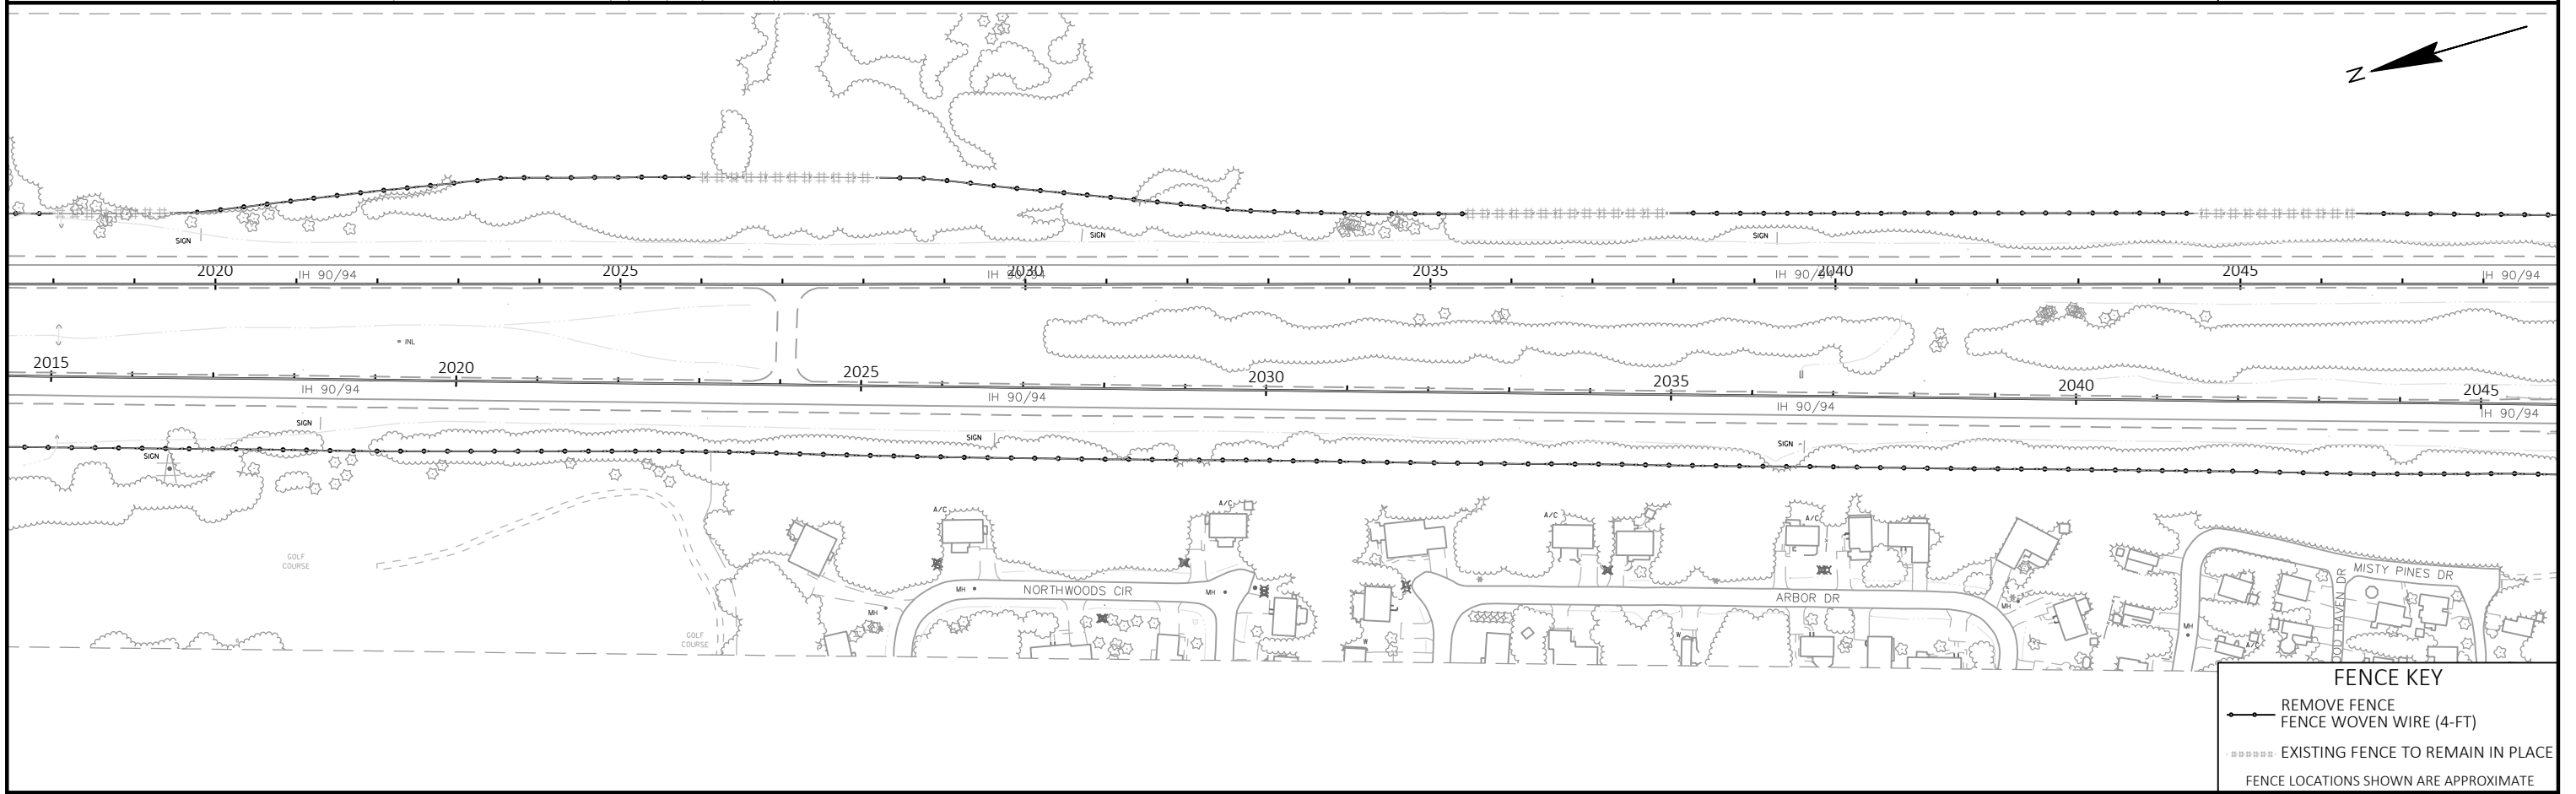 N
SIGN
SIGN
SIGN
2020
2025
2030
2035
2040
2045
IH 90/94
IH 90/94
IH 90/94
IH 90/94
INL
2015
2020
2025
2030
2035
2040
2045
IH 90/94
IH 90/94
IH 90/94
IH 90/94
SIGN
SIGN
SIGN
SIGN
A/C
A/C
A/C
A/C
GOLF
COURSE
MISTY PINES DR
MH
NORTHWOODS CIR
MH
ARBOR DR
MH
MH
MH
GOLF
COURSE
W
W
A/C
FENCE KEY
REMOVE FENCE
FENCE WOVEN WIRE (4-FT)
EXISTING FENCE TO REMAIN IN PLACE
FENCE LOCATIONS SHOWN ARE APPROXIMATE